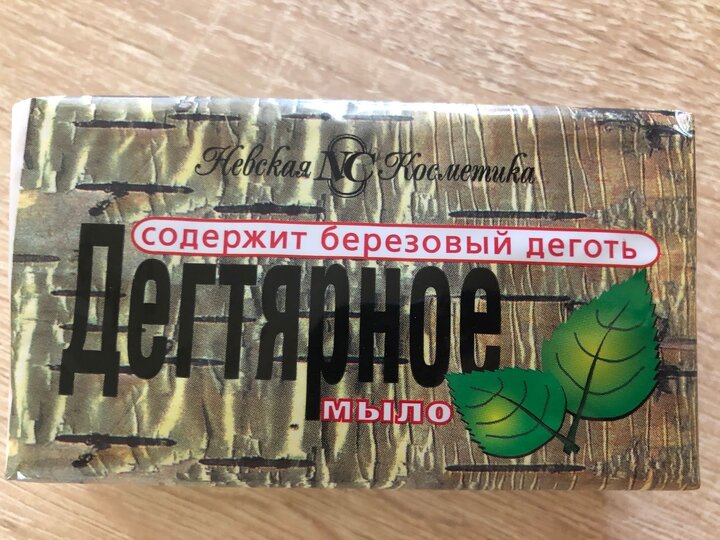 Невская NC Косметика
содержит березовый деготь
Дегтярное
мыло